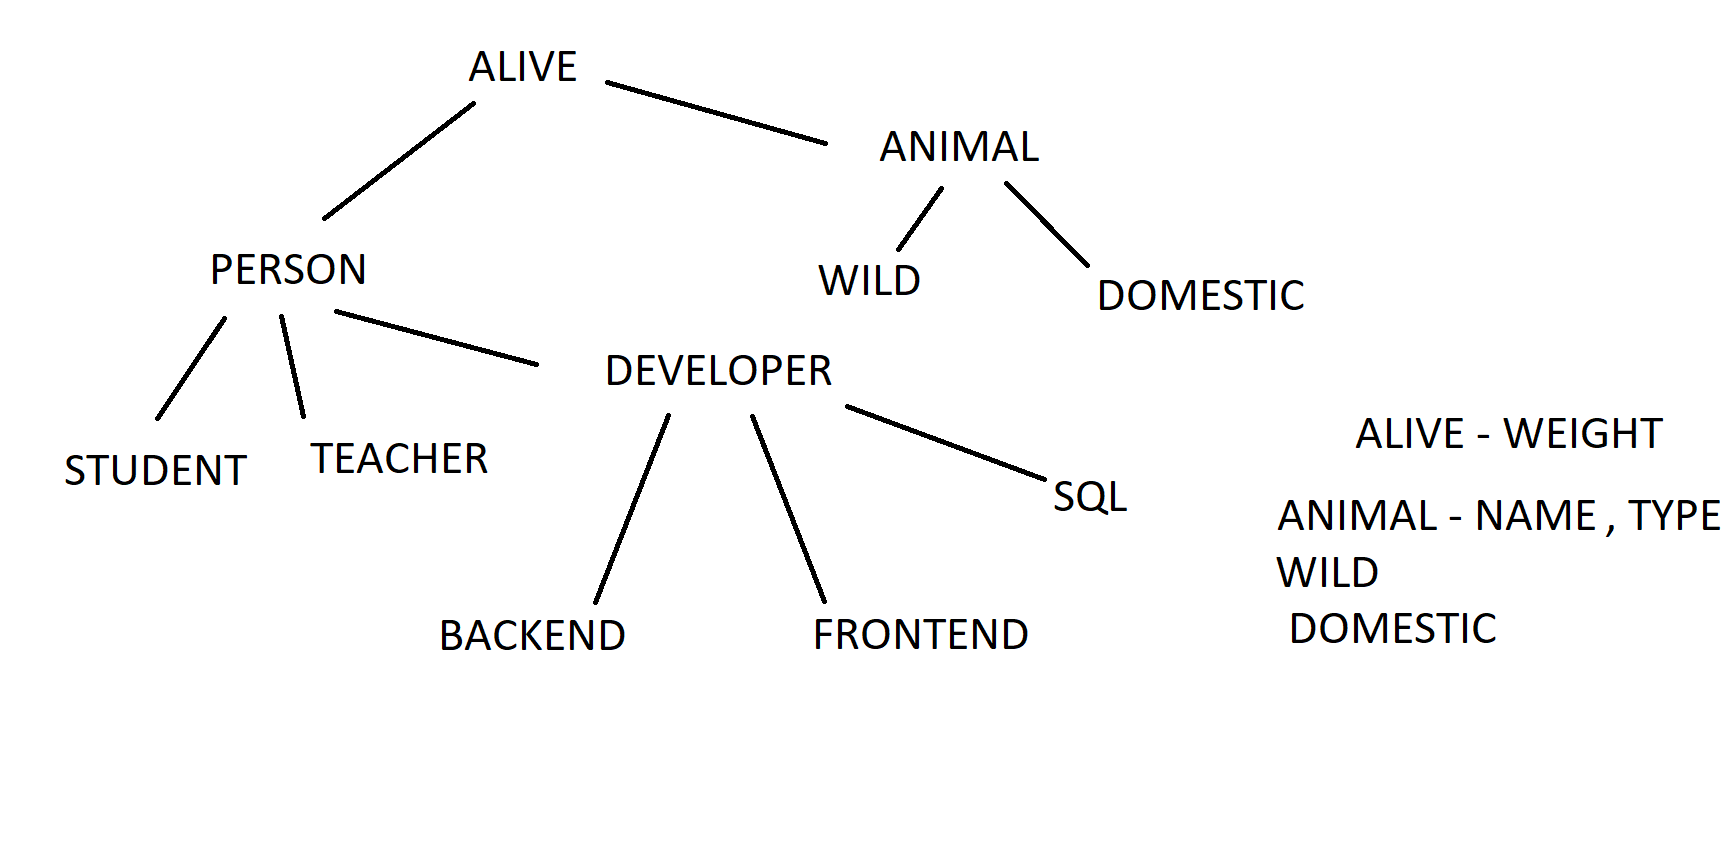 ALIVE
ANIMAL
PERSON
WILD
DOMESTIC
DEVELOPER
STUDENT
TEACHER
SQL
BACKEND
FRONTEND
ALIVE - WEIGHT
ANIMAL - NAME , TYPE
WILD
DOMESTIC